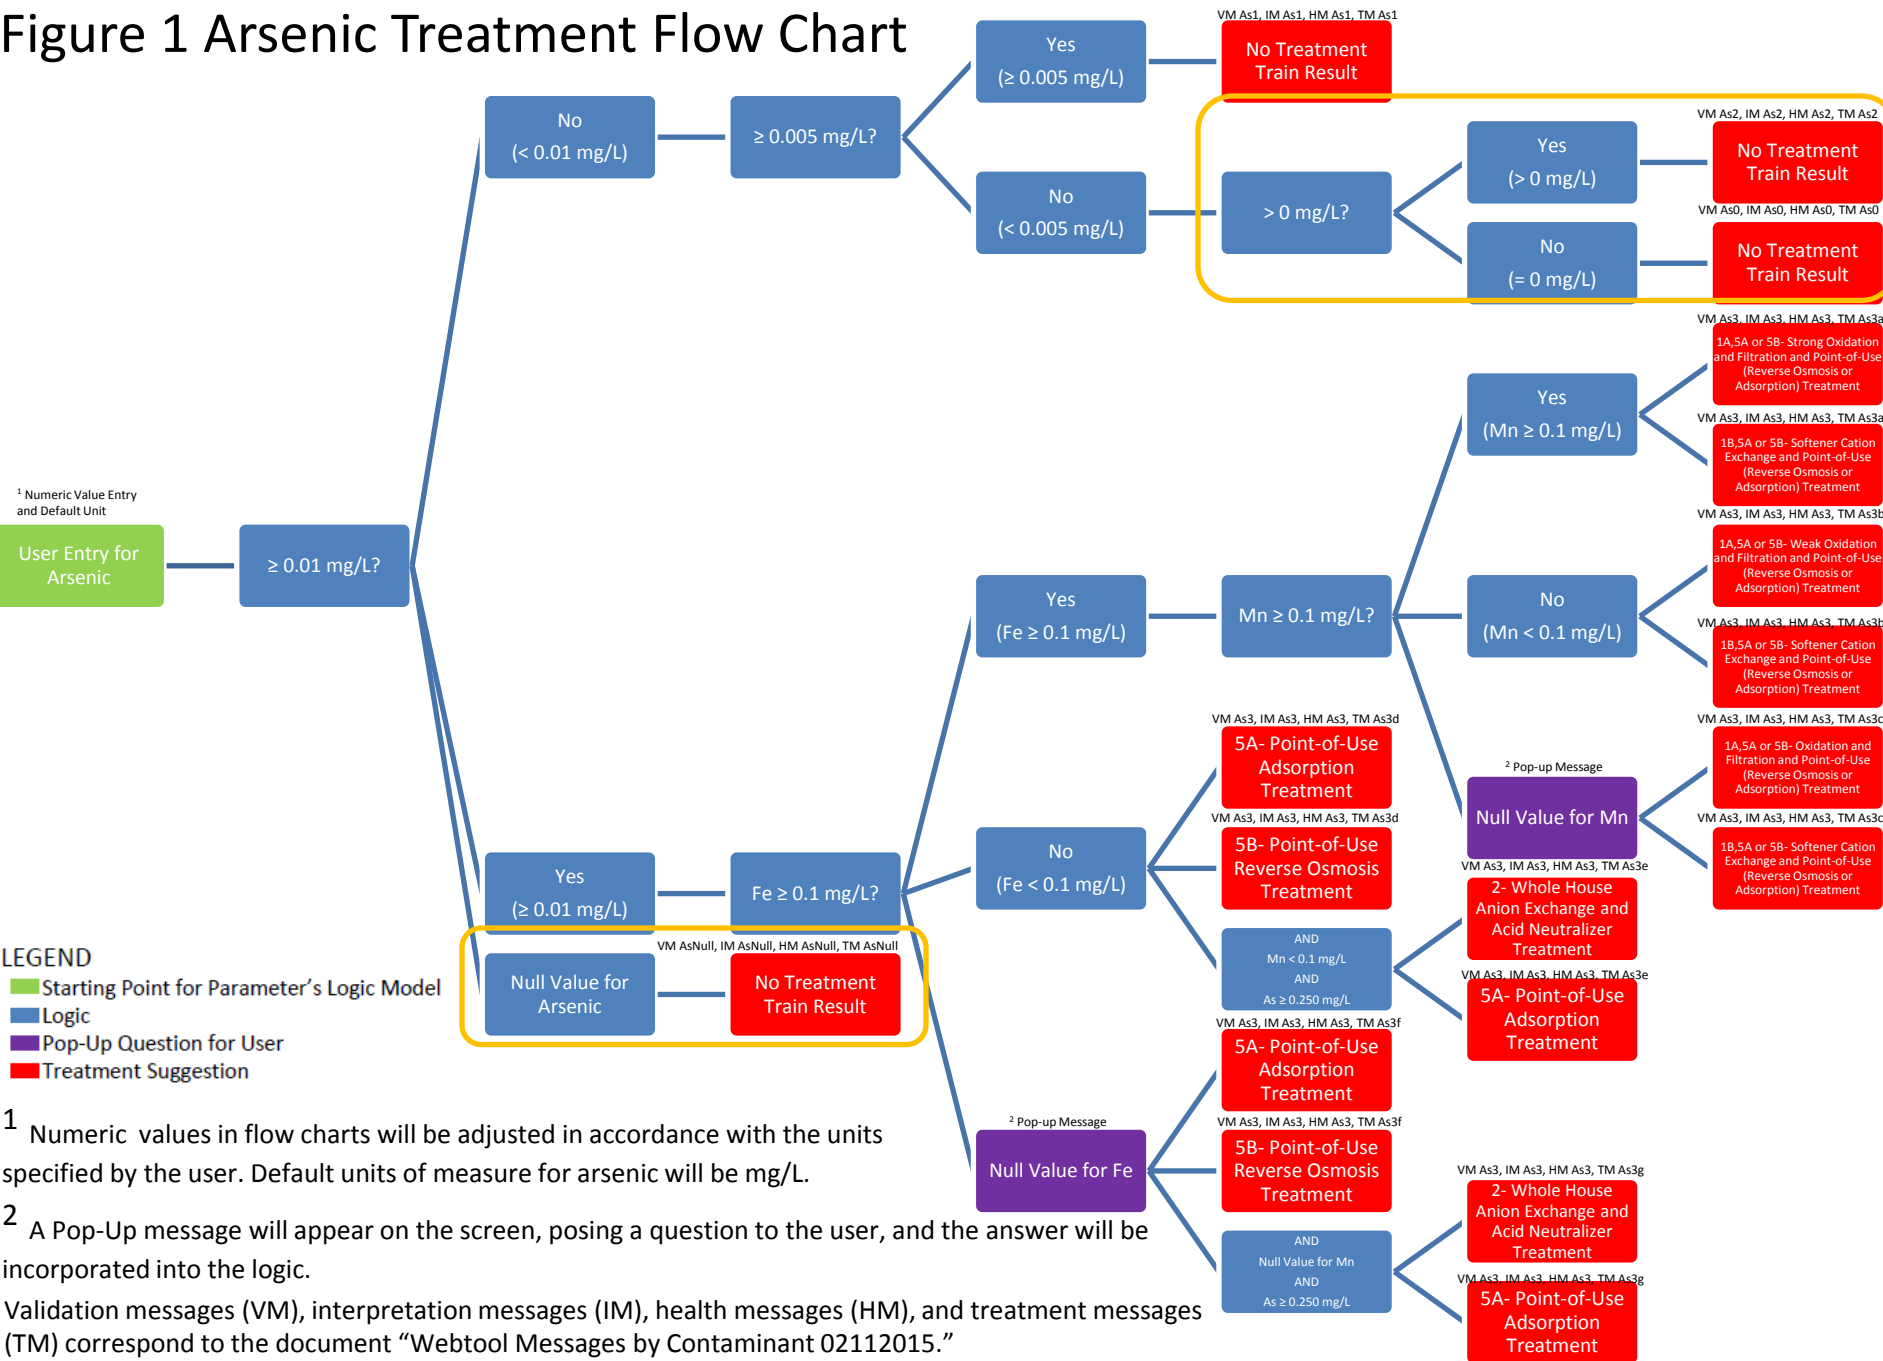 Figure 1 Arsenic Treatment Flow Chart
VM As1, IM As1, HM As1, TM As1
Yes
(≥ 0.005 mg/L)
No Treatment
Train Result
No
(< 0.01 mg/L)
≥ 0.005 mg/L?
VM As2, IM As2, HM As2, TM As2
Yes
(> 0 mg/L)
No Treatment
Train Result
No
(< 0.005 mg/L)
> 0 mg/L?
VM As0, IM As0, HM As0, TM As0
No
(= 0 mg/L)
No Treatment
Train Result
VM As3, IM As3, HM As3, TM As3a
1A,5A or 5B- Strong Oxidation
and Filtration and Point-of-Use
(Reverse Osmosis or
Adsorption) Treatment
Yes
(Mn ≥ 0.1 mg/L)
VM As3, IM As3, HM As3, TM As3a
1B,5A or 5B- Softener Cation
Exchange and Point-of-Use
(Reverse Osmosis or
Adsorption) Treatment
1 Numeric Value Entry
and Default Unit
User Entry for
Arsenic
≥ 0.01 mg/L?
VM As3, IM As3, HM As3, TM As3b
1A,5A or 5B- Weak Oxidation
and Filtration and Point-of-Use
(Reverse Osmosis or
Adsorption) Treatment
Yes
(Fe ≥ 0.1 mg/L)
Mn ≥ 0.1 mg/L?
No
(Mn < 0.1 mg/L)
VM As3, IM As3, HM As3, TM As3b
1B,5A or 5B- Softener Cation
Exchange and Point-of-Use
(Reverse Osmosis or
Adsorption) Treatment
VM As3, IM As3, HM As3, TM As3d
5A- Point-of-Use
Adsorption
Treatment
VM As3, IM As3, HM As3, TM As3c
1A,5A or 5B- Oxidation and
Filtration and Point-of-Use
(Reverse Osmosis or
Adsorption) Treatment
2 Pop-up Message
Null Value for Mn
VM As3, IM As3, HM As3, TM As3c
1B,5A or 5B- Softener Cation
Exchange and Point-of-Use
(Reverse Osmosis or
Adsorption) Treatment
VM As3, IM As3, HM As3, TM As3d
5B- Point-of-Use
Reverse Osmosis
Treatment
No
(Fe < 0.1 mg/L)
Yes
(≥ 0.01 mg/L)
Fe ≥ 0.1 mg/L?
VM As3, IM As3, HM As3, TM As3e
2- Whole House
Anion Exchange and
Acid Neutralizer
Treatment
AND
Mn < 0.1 mg/L
AND
As ≥ 0.250 mg/L
VM As3, IM As3, HM As3, TM As3e
5A- Point-of-Use
Adsorption
Treatment
VM AsNull, IM AsNull, HM AsNull, TM AsNull
Null Value for
Arsenic
No Treatment
Train Result
LEGEND
Starting Point for Parameter's Logic Model
Logic
Pop-Up Question for User
Treatment Suggestion
VM As3, IM As3, HM As3, TM As3f
5A- Point-of-Use
Adsorption
Treatment
2 Pop-up Message
Null Value for Fe
VM As3, IM As3, HM As3, TM As3f
5B- Point-of-Use
Reverse Osmosis
Treatment
VM As3, IM As3, HM As3, TM As3g
2- Whole House
Anion Exchange and
Acid Neutralizer
Treatment
AND
Null Value for Mn
AND
As ≥ 0.250 mg/L
VM As3, IM As3, HM As3, TM As3g
5A- Point-of-Use
Adsorption
Treatment
1 Numeric values in flow charts will be adjusted in accordance with the units
specified by the user. Default units of measure for arsenic will be mg/L.
2 A Pop-Up message will appear on the screen, posing a question to the user, and the answer will be
incorporated into the logic.
Validation messages (VM), interpretation messages (IM), health messages (HM), and treatment messages
(TM) correspond to the document “Webtool Messages by Contaminant 02112015.”